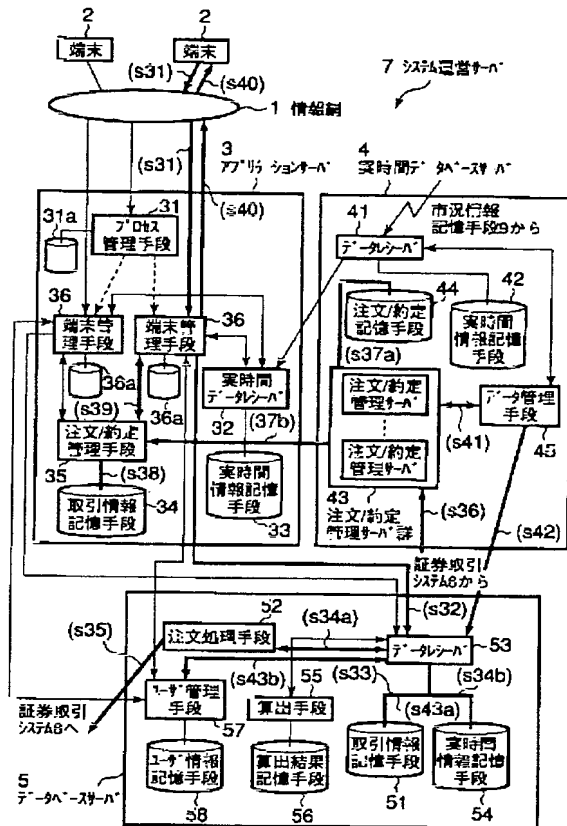 2
端末
2
端末
(s31)
(s40)
7 システム運営サーバ
1 情報網
(s31)
(s40)
3
アプリケーションサーバ
4
実時間データベースサーバ
31a
31
プロセス
管理手段
41
データレシーバ
市況情報
記憶手段9から
36
端末管
理手段
36
端末管
理手段
36a
36a
44
注文/約定
記憶手段
42
実時間
情報記憶
手段
(s37a)
(s39)
実時間
データレシーバ
32
(37b)
注文/約定
管理サーバ
注文/約定
管理サーバ
データ管理
手段
45
(s41)
注文/約定
管理手段
35
(s38)
34
取引情報
記憶手段
実時間
情報記憶
手段
33
43
注文/約定
管理サーバ群
(s36)
(s42)
証券取引
システム6から
(s32)
52
注文処理手段
(s34a)
データレシーバ
53
(s35)
(s43b)
(s33)
(s34b)
証券取引
システム6へ
ユーザ管理
手段
57
55
算出手段
(s43a)
ユーザ情報
記憶手段
58
算出結果
記憶手段
56
取引情報
記憶手段
51
実時間
情報記憶
手段
54
5
データベースサーバ